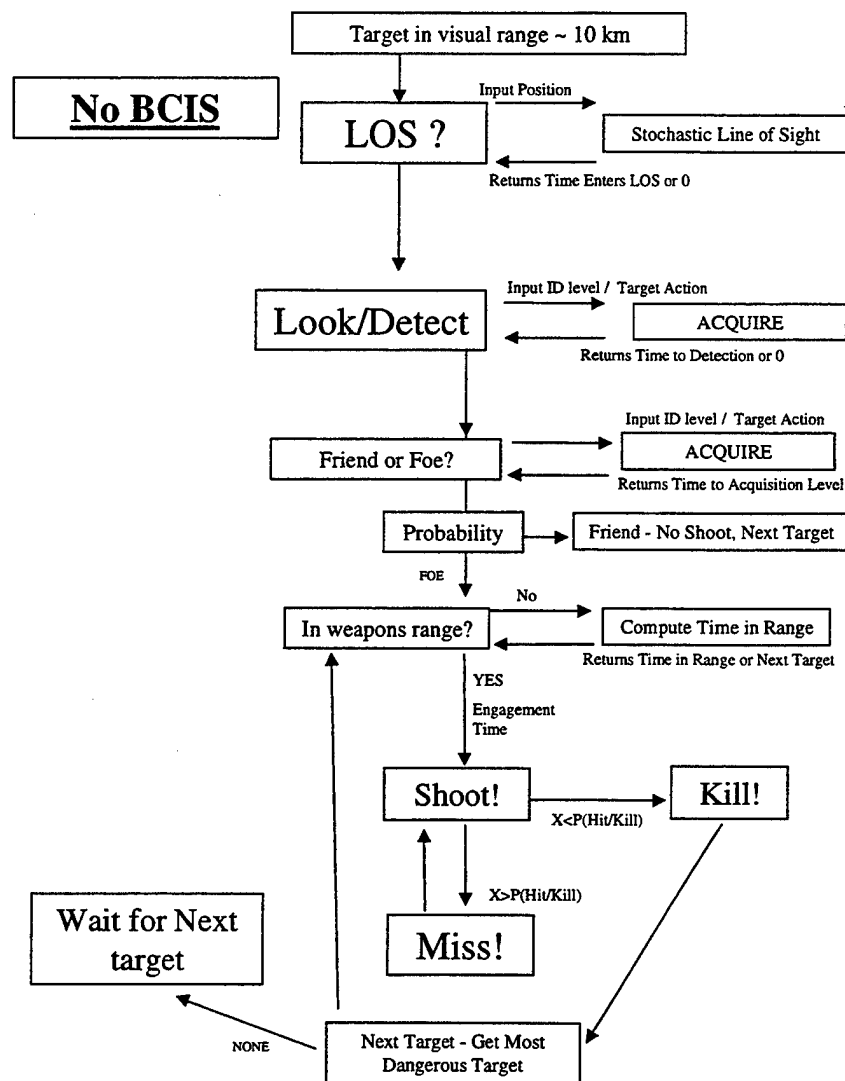 Target in visual range ~ 10 km
No BCIS
Input Position
LOS ?
Stochastic Line of Sight
Returns Time Enters LOS or 0
Input ID level / Target Action
Look/Detect
ACQUIRE
Returns Time to Detection or 0
Input ID level / Target Action
Friend or Foe?
ACQUIRE
Returns Time to Acquisition Level
Probability
Friend - No Shoot, Next Target
FOE
No
In weapons range?
Compute Time in Range
Returns Time in Range or Next Target
YES
Engagement
Time
Shoot!
Kill!
X<P(Hit/Kill)
X>P(Hit/Kill)
Wait for Next
target
Miss!
NONE
Next Target - Get Most
Dangerous Target